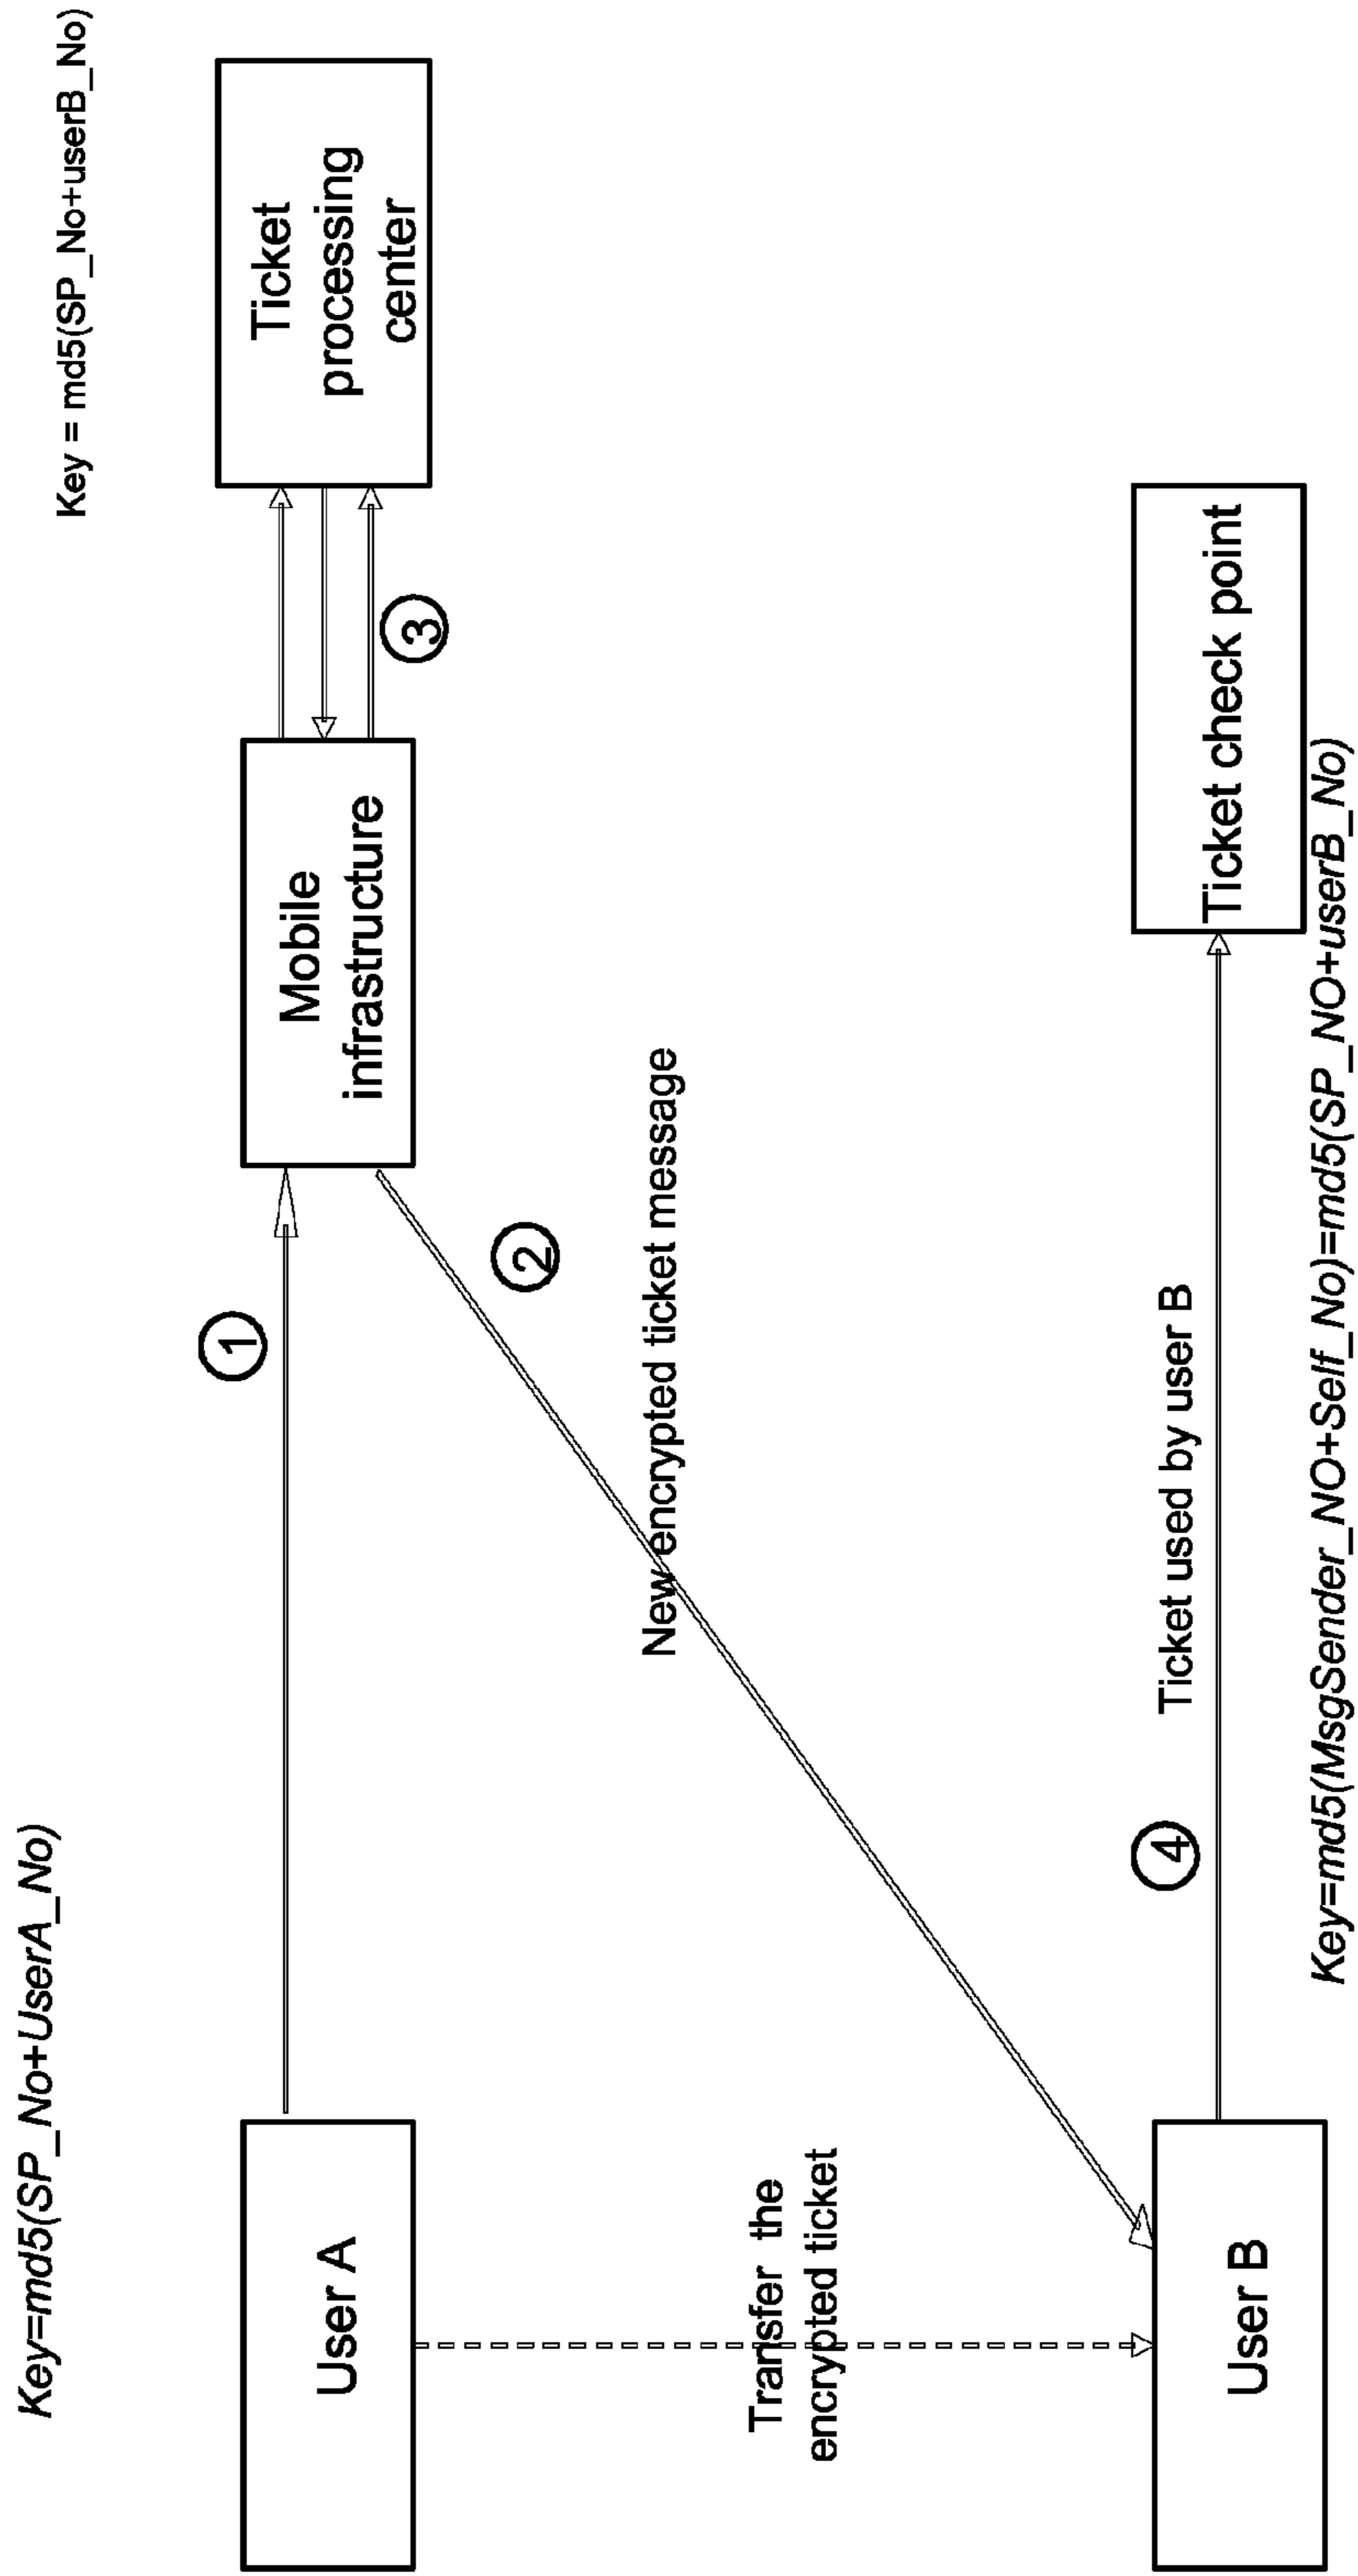 Key=md5(SP_No+UserA_No)
Key = md5(SP_No+userB_No)
User A
1
Mobile
infrastructure
3
Ticket
processing
center
2
New encrypted ticket message
Transfer the
encrypted ticket
User B
4
Ticket used by user B
Ticket check point
Key=md5(MsgSender_NO+Self_No)=md5(SP_NO+userB_No)